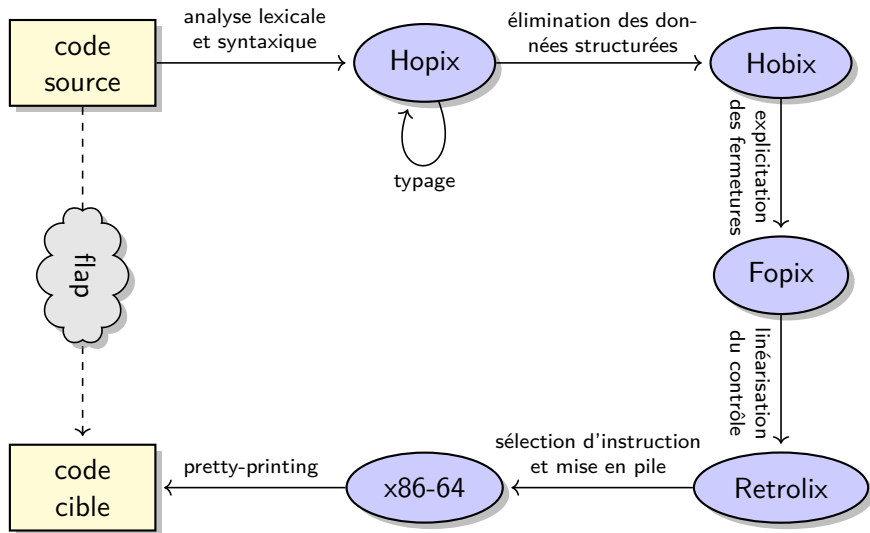 code
source
analyse lexicale
et syntaxique
Hopix
élimination des don-
nées structurées
Hobix
typage
explicitation
des fermetures
flap
Fopix
linéarisation
du contrôle
code
cible
pretty-printing
x86-64
sélection d'instruction
et mise en pile
Retrolix